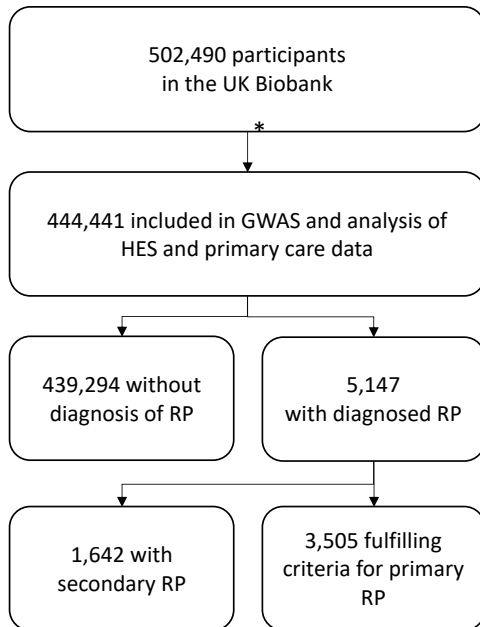 502,490 participants
in the UK Biobank
*
444,441 included in GWAS and analysis of
HES and primary care data
439,294 without
diagnosis of RP
5,147
with diagnosed RP
1,642 with
secondary RP
3,505 fulfilling
criteria for primary
RP